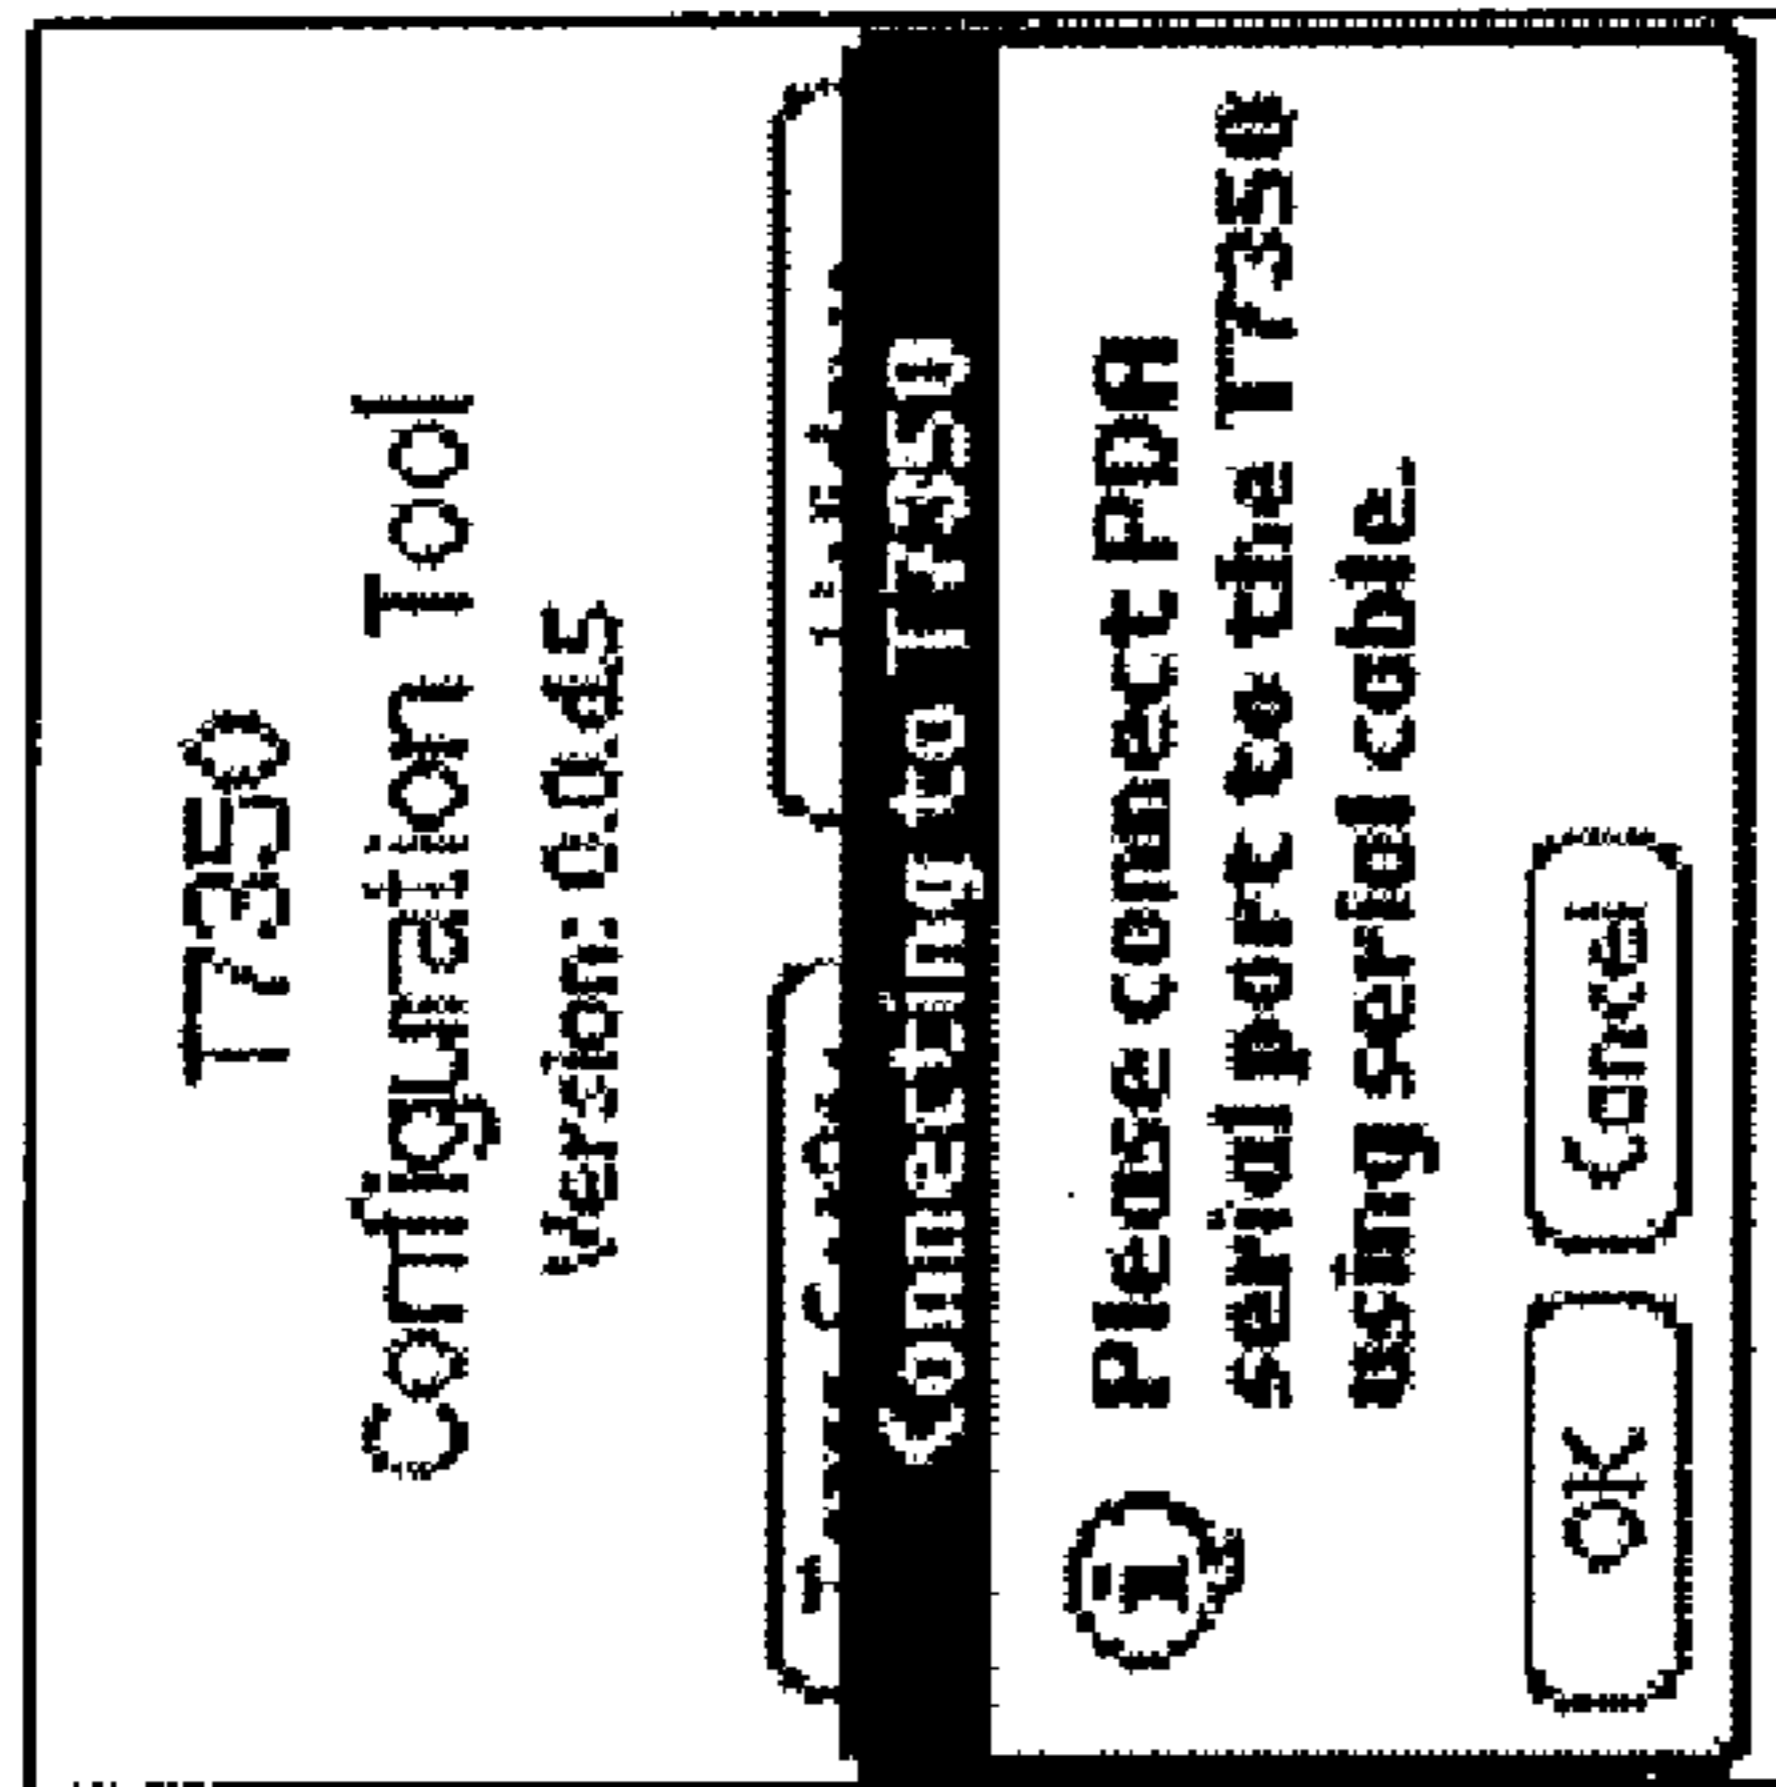 T7350
Configuration Tool
Version: 0.0.d5
Connecting to T7350
i
Please connect PDA
serial port to the T7350
using serial cable.
OK
Cancel